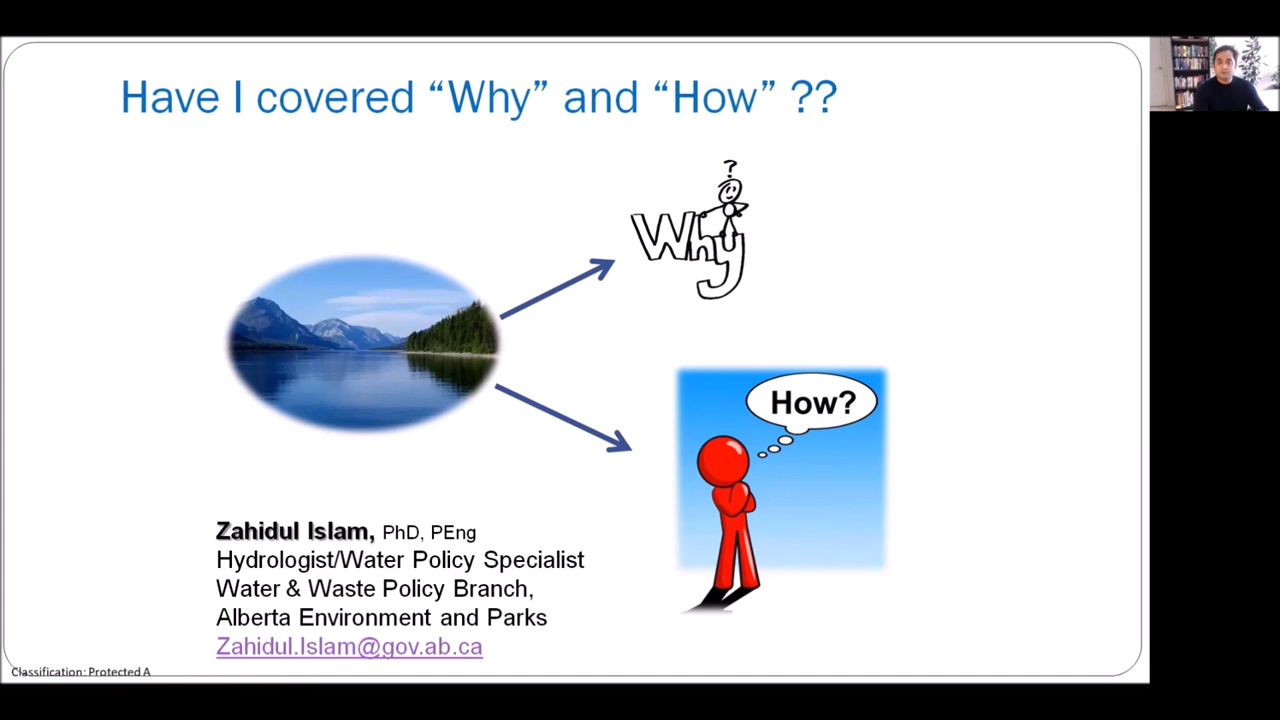 Have I covered “Why” and “How” ??
?
Why
How?
Zahidul Islam, PhD, PEng
Hydrologist/Water Policy Specialist
Water & Waste Policy Branch,
Alberta Environment and Parks
Zahidul.Islam@gov.ab.ca
Classification: Protected A